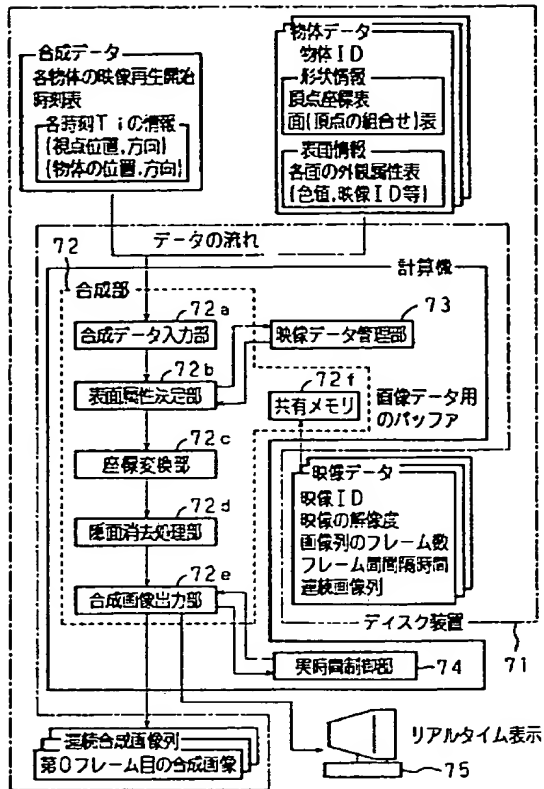 合成データ
各物体の映像再生開始
時刻表
各時刻Tiの情報
(視点位置,方向)
(物体の位置,方向)
物体データ
物体ID
形状情報
頂点座標表
面(頂点の組合せ)表
表面情報
各面の外観属性表
(色値,映像ID等)
データの流れ
72
計算機
合成部
72a
合成データ入力部
73
映像データ管理部
72b
表面属性決定部
72f
共有メモリ
画像データ用
のバッファ
72c
座標変換部
映像データ
映像ID
映像の解像度
画像列のフレーム数
フレーム間間隔時間
連続画像列
72d
隠面消去処理部
72e
合成画像出力部
ディスク装置
71
実時間制御部
74
連続合成画像列
第0フレーム目の合成画像
リアルタイム表示
75